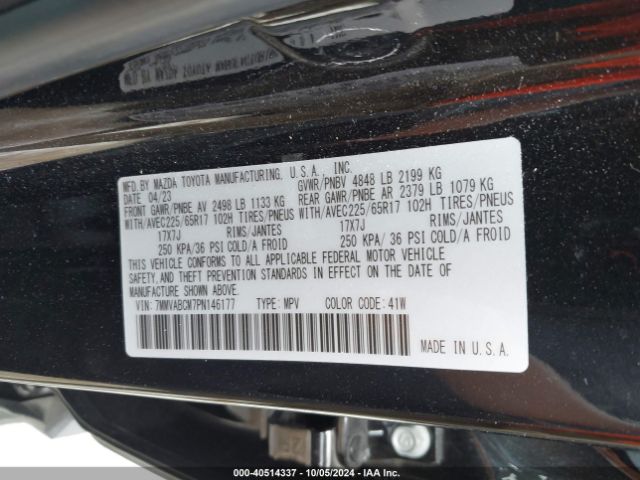 MFD.BY MAZDA TOYOTA MANUFACTURING, U.S.A., INC.
DATE 04/23 GVWR/PNBV 4848 LB 2199 KG
FRONT GAWR/PNBE AV 2498 LB 1133 KG REAR GAWR/PNBE AR 2379 LB 1079 KG
WITH/AVEC225/65R17 102H TIRES/PNEUS WITH/AVEC225/65R17 102H TIRES/PNEUS
17X7J RIMS/JANTES 17X7J RIMS/JANTES
250 KPA/36 PSI COLD/A FROID 250 KPA/ 36 PSI COLD/A FROID
THIS VEHICLE CONFORMS TO ALL APPLICABLE FEDERAL MOTOR VEHICLE
SAFETY,AND THEFT PREVENTION STANDARDS IN EFFECT ON THE DATE OF
MANUFACTURE SHOWN ABOVE.
VIN: 7MMVABCM7PN146177 TYPE: MPV COLOR CODE: 41W
MADE IN U.S.A.
000-40514337 - 10/05/2024 - IAA Inc.